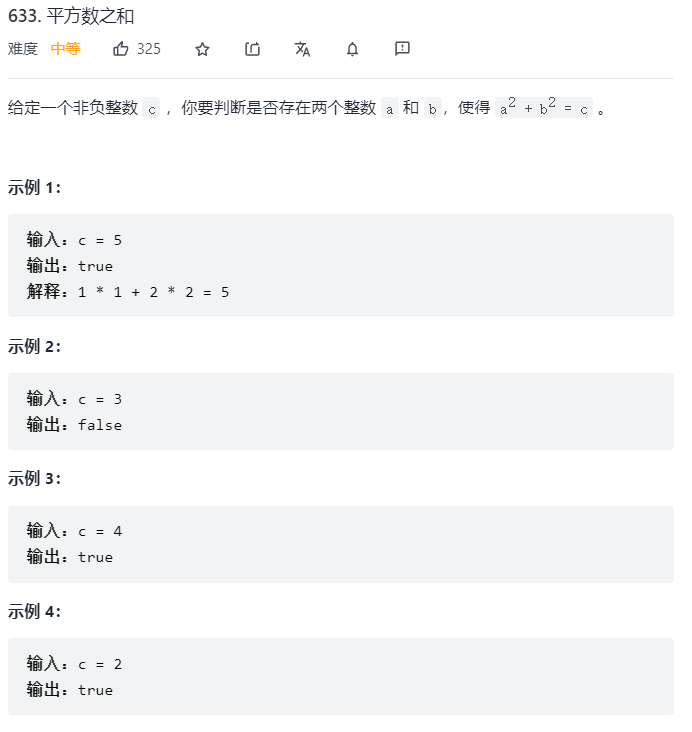 633. 平方数之和
难度 中等 325
给定一个非负整数 c ，你要判断是否存在两个整数 a 和 b，使得 a² + b² = c 。
示例 1：
输入：c = 5
输出：true
解释：1 * 1 + 2 * 2 = 5
示例 2：
输入：c = 3
输出：false
示例 3：
输入：c = 4
输出：true
示例 4：
输入：c = 2
输出：true